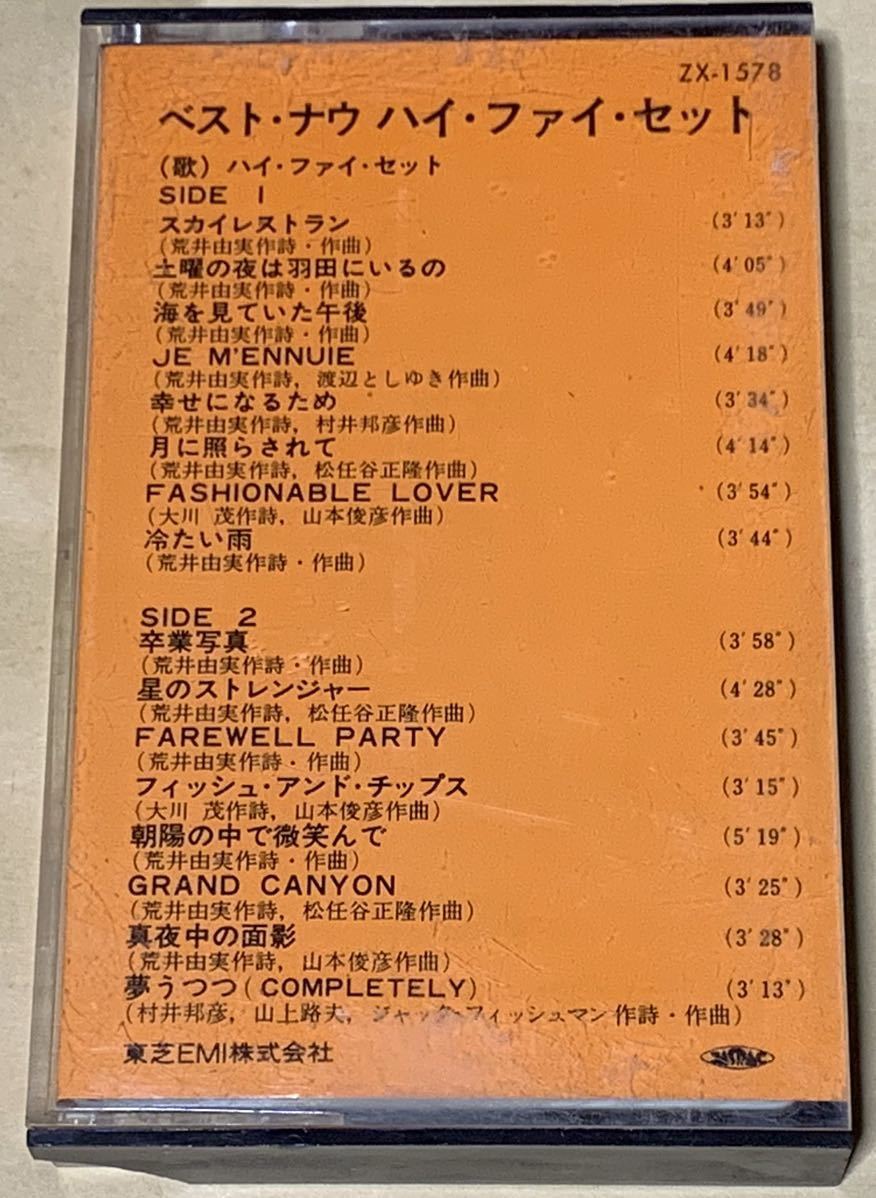 ZX-1578
ベスト・ナウ ハイ・ファイ・セット
(歌) ハイ・ファイ・セット
SIDE 1
スカイレストラン (3'13")
(荒井由実作詩・作曲)
土曜の夜は羽田にいるの (4'05")
(荒井由実作詩・作曲)
海を見ていた午後 (3'49")
(荒井由実作詩・作曲)
JE M'ENNUIE (4'18")
(荒井由実作詩, 渡辺としゆき作曲)
幸せになるため (3'34")
(荒井由実作詩, 村井邦彦作曲)
月に照らされて (4'14")
(荒井由実作詩, 松任谷正隆作曲)
FASHIONABLE LOVER (3'54")
(大川 茂作詩, 山本俊彦作曲)
冷たい雨 (3'44")
(荒井由実作詩・作曲)
SIDE 2
卒業写真 (3'58")
(荒井由実作詩・作曲)
星のストレンジャー (4'28")
(荒井由実作詩, 松任谷正隆作曲)
FAREWELL PARTY (3'45")
(荒井由実作詩・作曲)
フィッシュ・アンド・チップス (3'15")
(大川 茂作詩, 山本俊彦作曲)
朝陽の中で微笑んで (5'19")
(荒井由実作詩・作曲)
GRAND CANYON (3'25")
(荒井由実作詩, 松任谷正隆作曲)
真夜中の面影 (3'28")
(荒井由実作詩, 山本俊彦作曲)
夢うつつ (COMPLETELY) (3'13")
(村井邦彦, 山上路夫, ジャック・フィッシュマン作詩・作曲)
東芝EMI株式会社
JASRAC